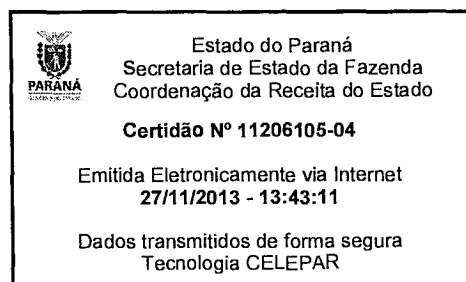 Estado do Paraná
Secretaria de Estado da Fazenda
PARANÁ
Coordenação da Receita do Estado
Certidão Nº 11206105-04
Emitida Eletronicamente via Internet
27/11/2013 - 13:43:11
Dados transmitidos de forma segura
Tecnologia CELEPAR